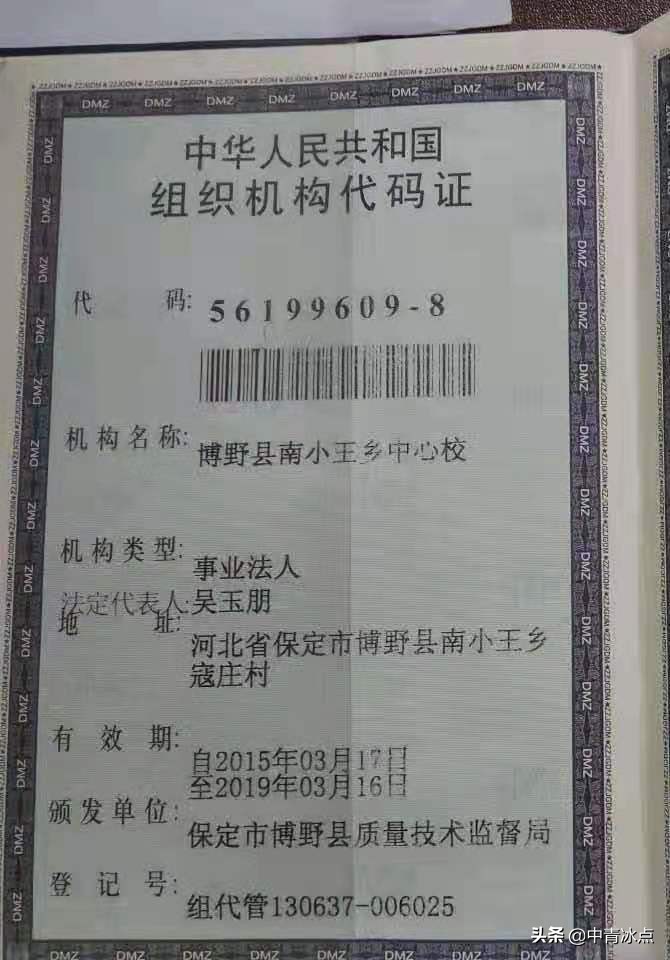 中华人民共和国
组织机构代码证
代 码: 56199609-8
机构名称: 博野县南小王乡中心校
机构类型: 事业法人
法定代表人: 吴玉朋
地 址: 河北省保定市博野县南小王乡
寇庄村
有 效 期: 自2015年03月17日
至2019年03月16日
颁发单位: 保定市博野县质量技术监督局
登 记 号: 组代管130637-006025
头条 @中青冰点